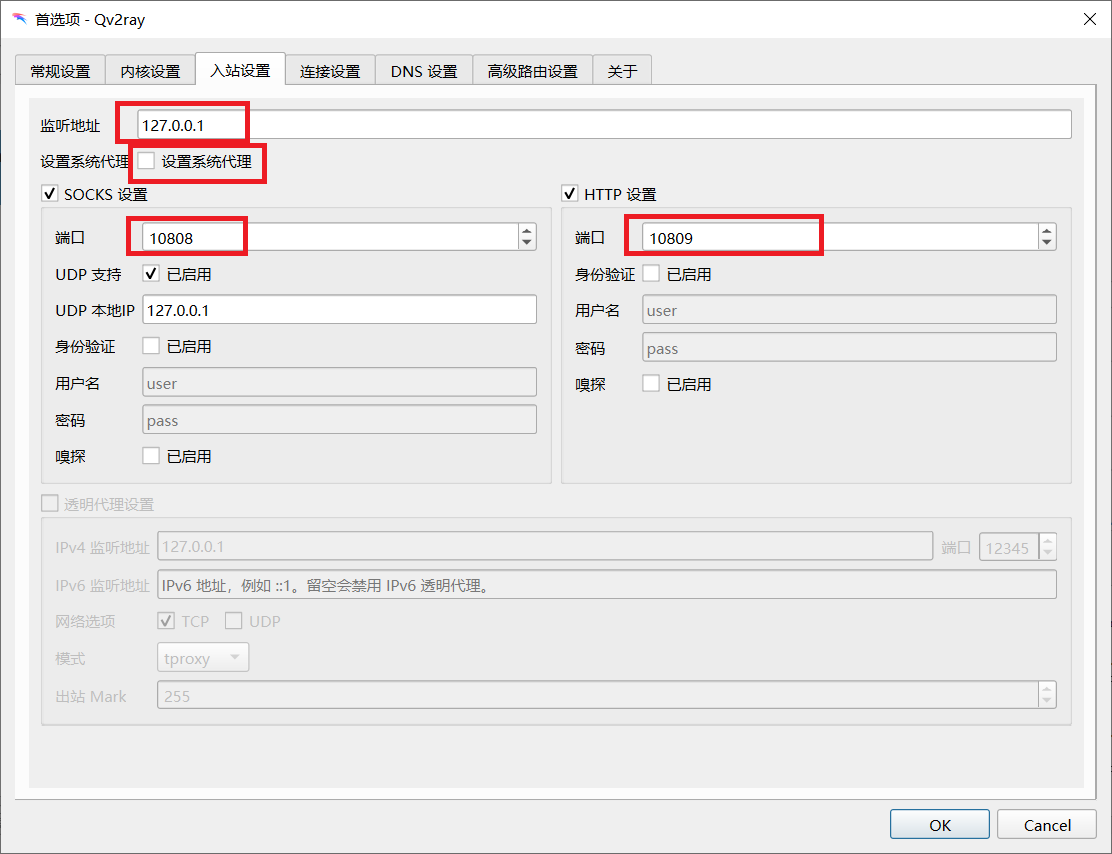 首选项 - Qv2ray
常规设置 内核设置 入站设置 连接设置 DNS 设置 高级路由设置 关于
监听地址 127.0.0.1
设置系统代理 设置系统代理
SOCKS 设置
端口 10808
UDP 支持 已启用
UDP 本地IP 127.0.0.1
身份验证 已启用
用户名 user
密码 pass
嗅探 已启用
HTTP 设置
端口 10809
身份验证 已启用
用户名 user
密码 pass
嗅探 已启用
透明代理设置
IPv4 监听地址 127.0.0.1 端口 12345
IPv6 监听地址 IPv6 地址，例如 ::1。留空会禁用 IPv6 透明代理。
网络选项 TCP UDP
模式 tproxy
出站 Mark 255
OK Cancel